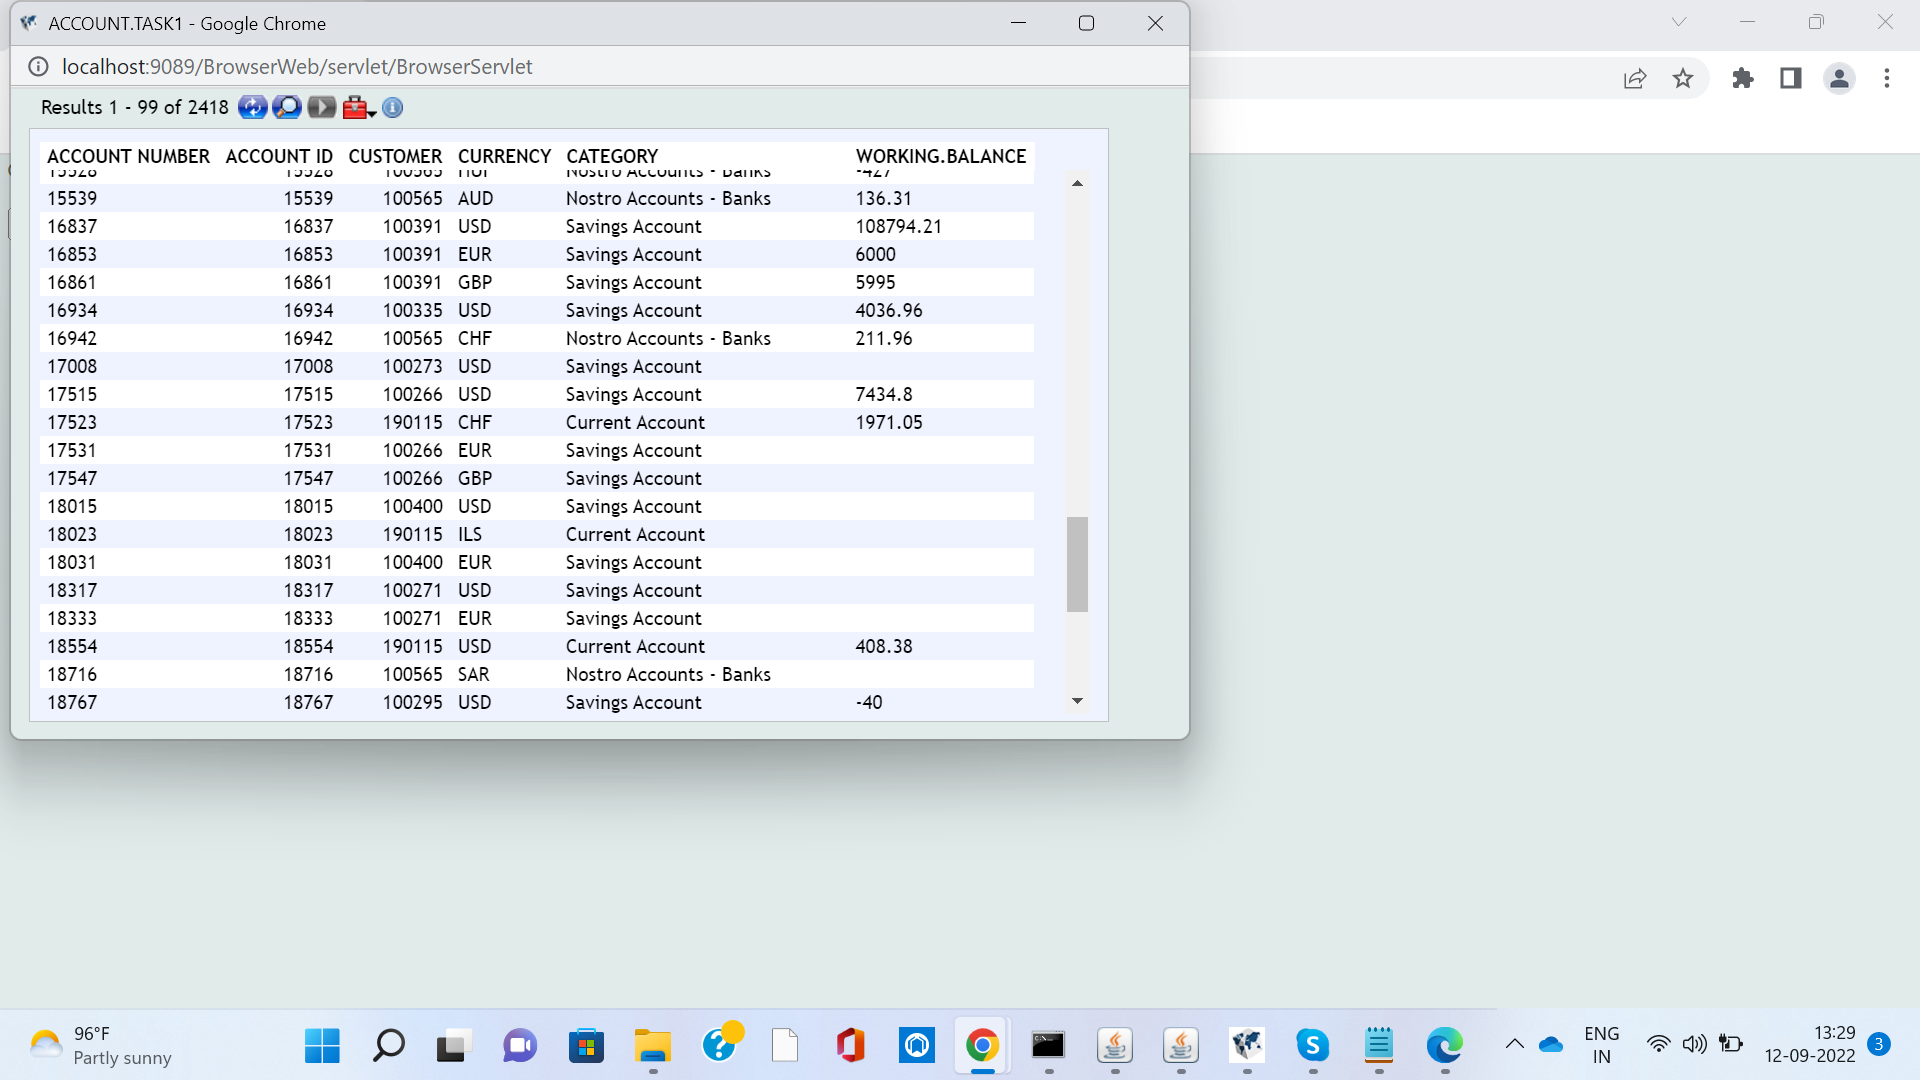 ACCOUNT.TASK1 - Google Chrome
localhost:9089/BrowserWeb/servlet/BrowserServlet
Results 1 - 99 of 2418
ACCOUNT NUMBER ACCOUNT ID CUSTOMER CURRENCY CATEGORY WORKING.BALANCE
15528 15528 100565 Nostro Accounts - Banks -427
15539 15539 100565 AUD Nostro Accounts - Banks 136.31
16837 16837 100391 USD Savings Account 108794.21
16853 16853 100391 EUR Savings Account 6000
16861 16861 100391 GBP Savings Account 5995
16934 16934 100335 USD Savings Account 4036.96
16942 16942 100565 CHF Nostro Accounts - Banks 211.96
17008 17008 100273 USD Savings Account
17515 17515 100266 USD Savings Account 7434.8
17523 17523 190115 CHF Current Account 1971.05
17531 17531 100266 EUR Savings Account
17547 17547 100266 GBP Savings Account
18015 18015 100400 USD Savings Account
18023 18023 190115 ILS Current Account
18031 18031 100400 EUR Savings Account
18317 18317 100271 USD Savings Account
18333 18333 100271 EUR Savings Account
18554 18554 190115 USD Current Account 408.38
18716 18716 100565 SAR Nostro Accounts - Banks
18767 18767 100295 USD Savings Account -40
96°F
Partly sunny
ENG
IN
13:29
12-09-2022
3